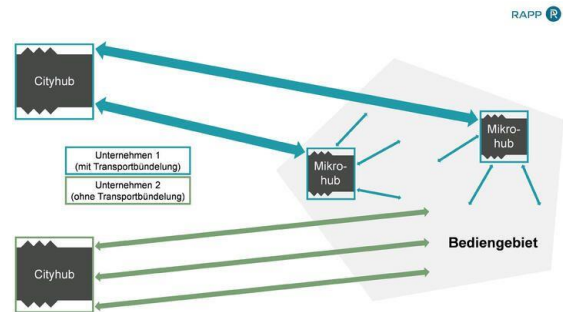 RAPP R
Cityhub
Mikro-
hub
Mikro-
hub
Unternehmen 1
(mit Transportbündelung)
Unternehmen 2
(ohne Transportbündelung)
Cityhub
Bediengebiet